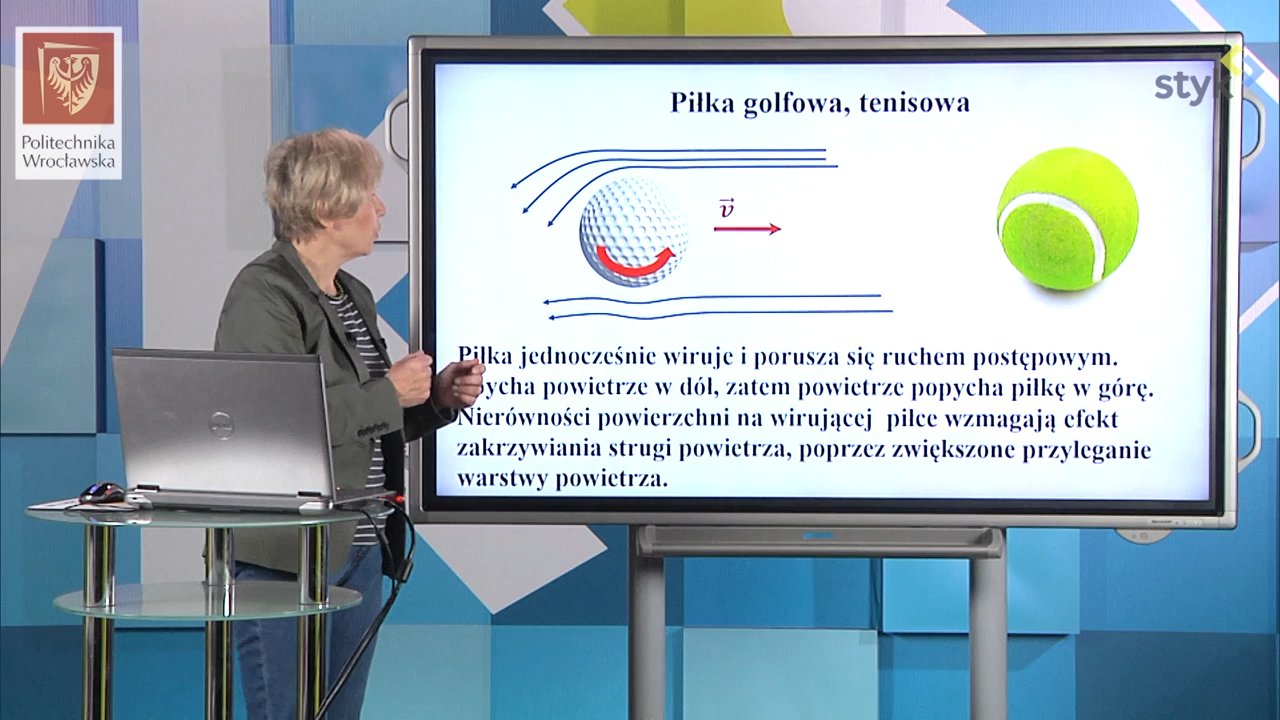 Politechnika
Wrocławska
styk
Piłka golfowa, tenisowa
v
Piłka jednocześnie wiruje i porusza się ruchem postępowym.
powietrze w dół, zatem powietrze popycha piłkę w górę.
Nierówności powierzchni na wirującej piłce wzmagają efekt
zakrzywiania strugi powietrza, poprzez zwiększone przyleganie
warstwy powietrza.